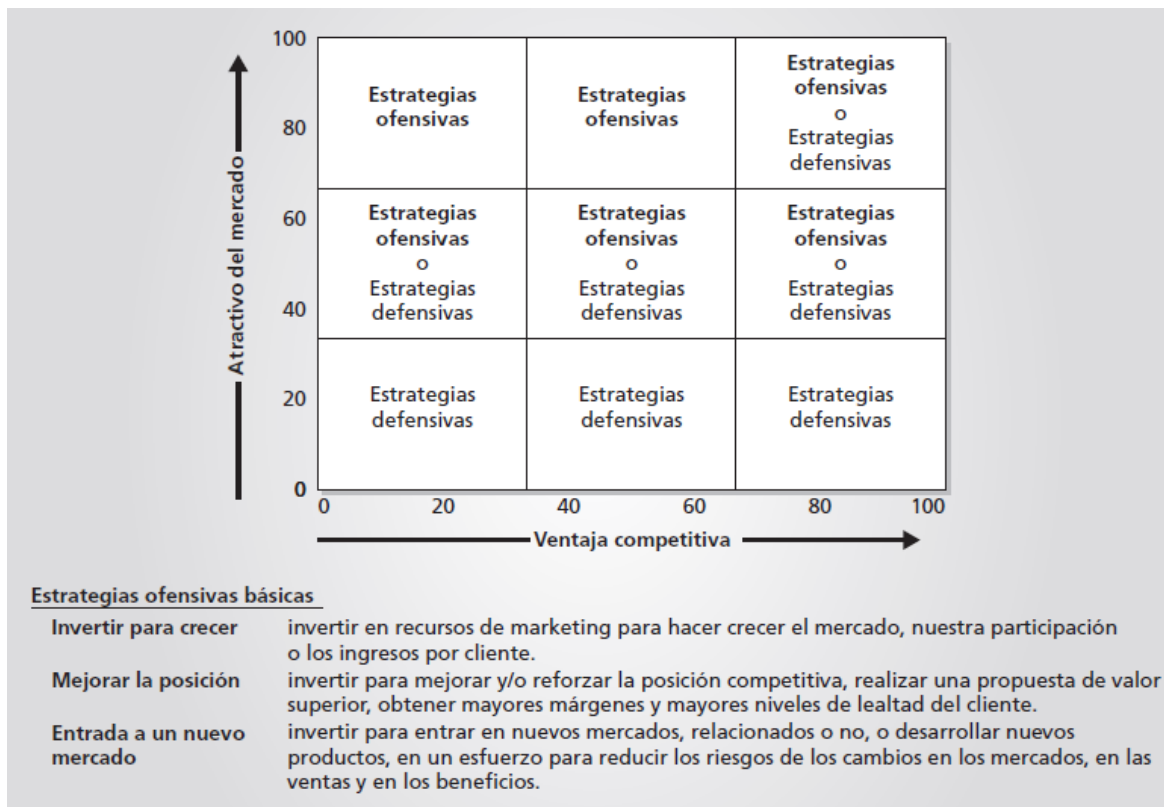 100
80
60
40
20
0
Atractivo del mercado
Estrategias
ofensivas
Estrategias
ofensivas
Estrategias
ofensivas
o
Estrategias
defensivas
Estrategias
ofensivas
o
Estrategias
defensivas
Estrategias
ofensivas
o
Estrategias
defensivas
Estrategias
ofensivas
o
Estrategias
defensivas
Estrategias
defensivas
Estrategias
defensivas
Estrategias
defensivas
0 20 40 60 80 100
Ventaja competitiva
Estrategias ofensivas básicas
Invertir para crecer invertir en recursos de marketing para hacer crecer el mercado, nuestra participación
o los ingresos por cliente.
Mejorar la posición invertir para mejorar y/o reforzar la posición competitiva, realizar una propuesta de valor
superior, obtener mayores márgenes y mayores niveles de lealtad del cliente.
Entrada a un nuevo invertir para entrar en nuevos mercados, relacionados o no, o desarrollar nuevos
mercado productos, en un esfuerzo para reducir los riesgos de los cambios en los mercados, en las
ventas y en los beneficios.